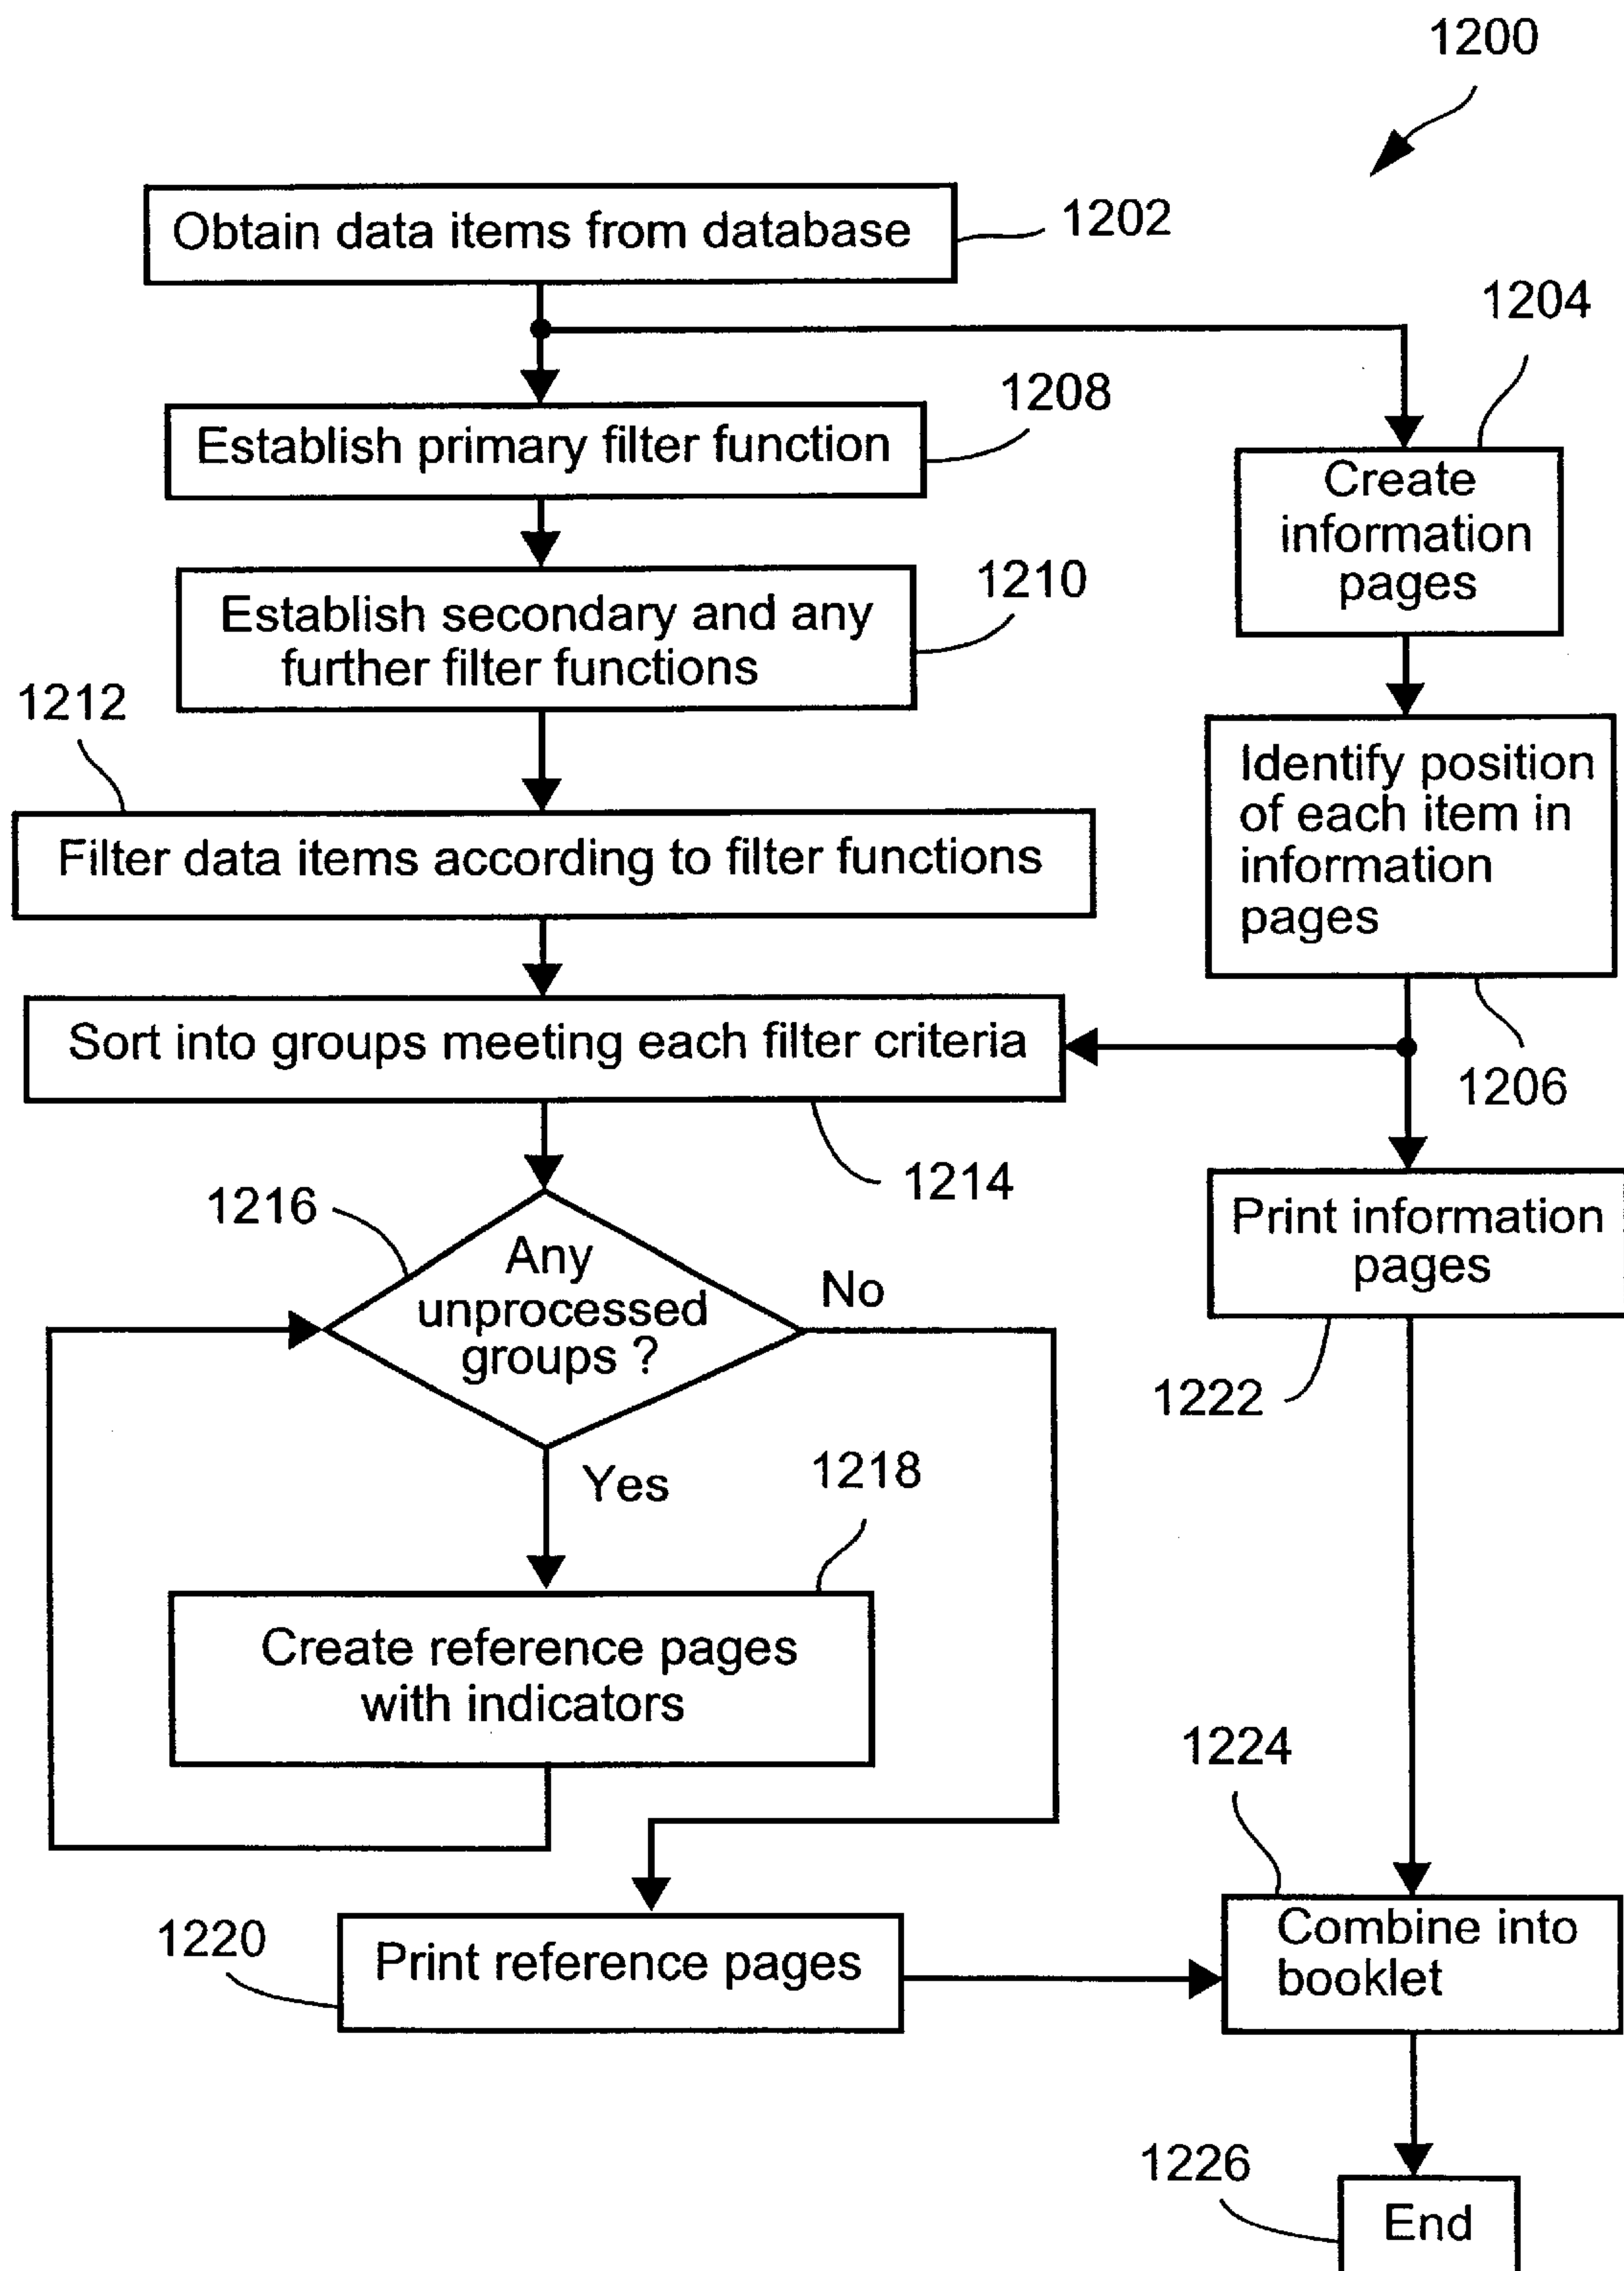 1200
Obtain data items from database
1202
1204
Establish primary filter function
1208
Create
information
pages
Establish secondary and any
further filter functions
1210
1212
Identify position
of each item in
information
pages
Filter data items according to filter functions
Sort into groups meeting each filter criteria
1206
1214
1216
Any
unprocessed
groups ?
No
Print information
pages
1222
Yes
1218
Create reference pages
with indicators
1224
Combine into
booklet
1220
Print reference pages
1226
End